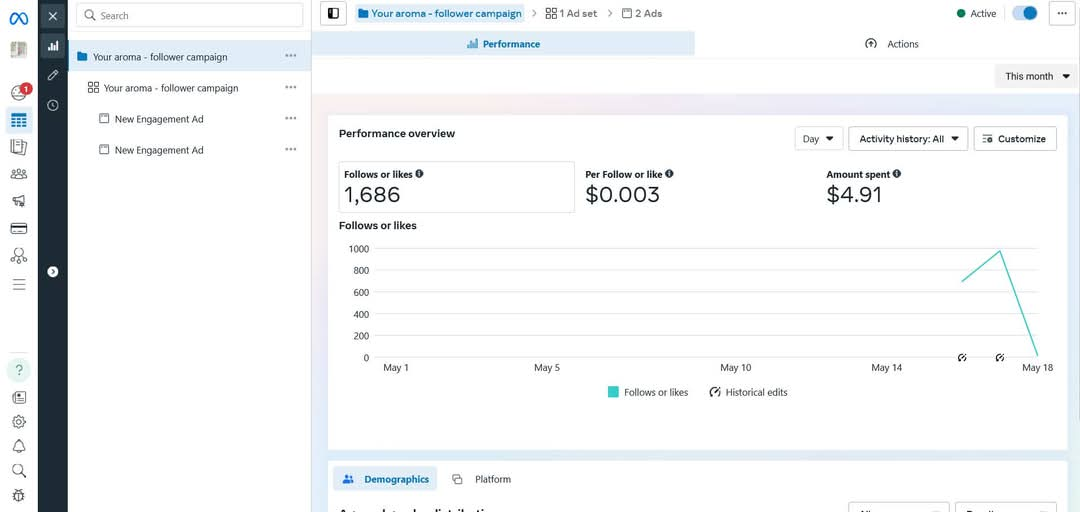 Search
Your aroma - follower campaign
1 Ad set
2 Ads
Active
Performance
Actions
1
Your aroma - follower campaign
Your aroma - follower campaign
New Engagement Ad
New Engagement Ad
This month
Performance overview
Day
Activity history: All
Customize
Follows or likes
1,686
Per Follow or like
$0.003
Amount spent
$4.91
Follows or likes
1000
800
600
400
200
0
May 1
May 5
May 10
May 14
May 18
Follows or likes
Historical edits
Demographics
Platform